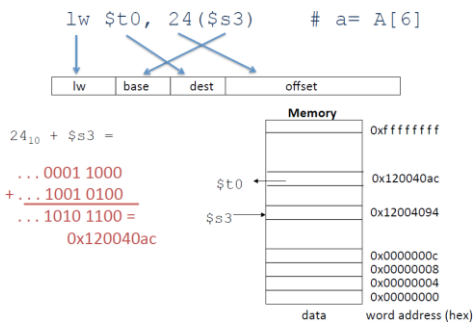 lw $t0, 24($s3) # a= A[6]
lw base dest offset
Memory
0xffffffff
24₁₀ + $s3 =
...0001 1000
+...1001 0100
...1010 1100 =
0x120040ac
$t0
0x120040ac
$s3
0x12004094
0x0000000c
0x00000008
0x00000004
0x00000000
data word address (hex)